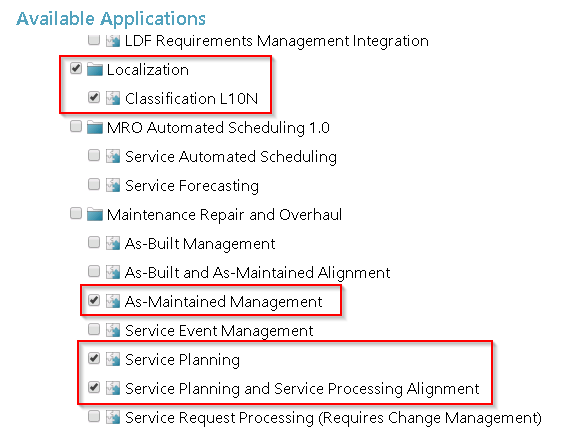 Available Applications
LDF Requirements Management Integration
Localization
Classification L10N
MRO Automated Scheduling 1.0
Service Automated Scheduling
Service Forecasting
Maintenance Repair and Overhaul
As-Built Management
As-Built and As-Maintained Alignment
As-Maintained Management
Service Event Management
Service Planning
Service Planning and Service Processing Alignment
Service Request Processing (Requires Change Management)